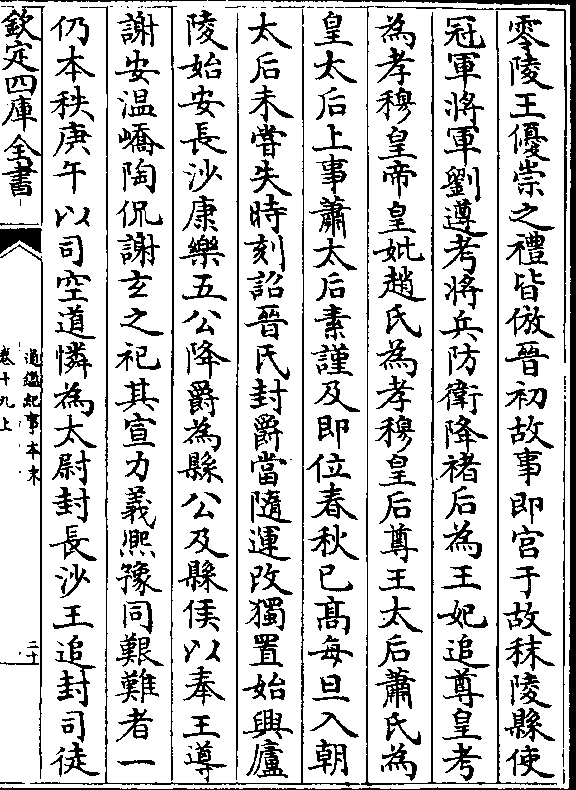 零陵王優崇之禮皆倣晉初故事即宫于故秣陵縣使
冠軍將軍劉遵考將兵防衛降禇后為王妃追尊皇考
為孝穆皇帝皇妣趙氏為孝穆皇后尊王太后蕭氏為
皇太后上事蕭太后素謹及即位春秋已髙每旦入朝
太后未嘗失時刻詔晉氏封爵當隨運改獨置始興廬
陵始安長沙康樂五公降爵為縣公及縣侯以奉王導
謝安温嶠陶侃謝玄之祀其宣力義熈豫同艱難者一
仍本秩庚午以司空道憐為太尉封長沙王追封司徒
欽定四庫全書
通鑑紀事本末
卷十九上
二十